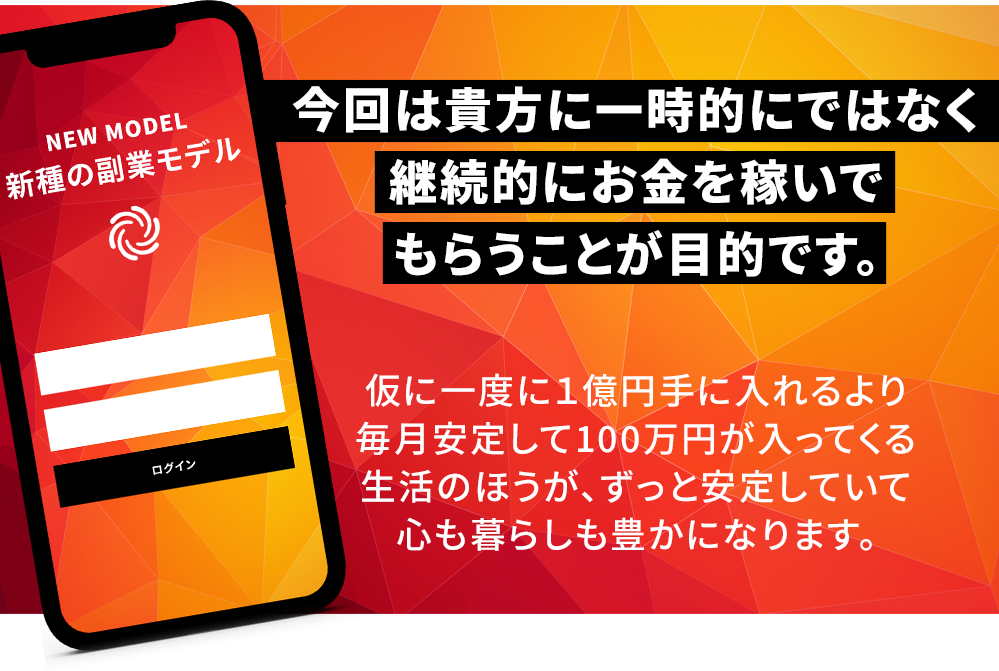 NEW MODEL
新種の副業モデル
ログイン
今回は貴方に一時的にではなく
継続的にお金を稼いで
もらうことが目的です。
仮に一度に１億円手に入れるより
毎月安定して100万円が入ってくる
生活のほうが、ずっと安定していて
心も暮らしも豊かになります。